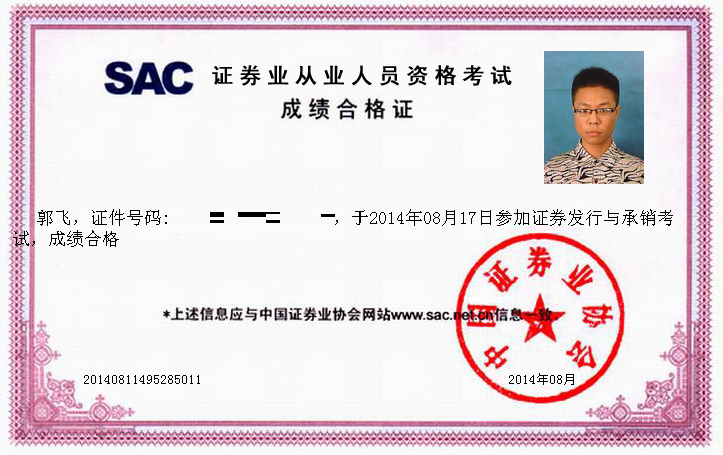 SAC 证券业从业人员资格考试
成绩合格证
郭飞，证件号码:
，于2014年08月17日参加证券发行与承销考
试，成绩合格
中国证券业协会
*上述信息应与中国证券业协会网站www.sac.net.cn信息一致
20140811495285011
2014年08月